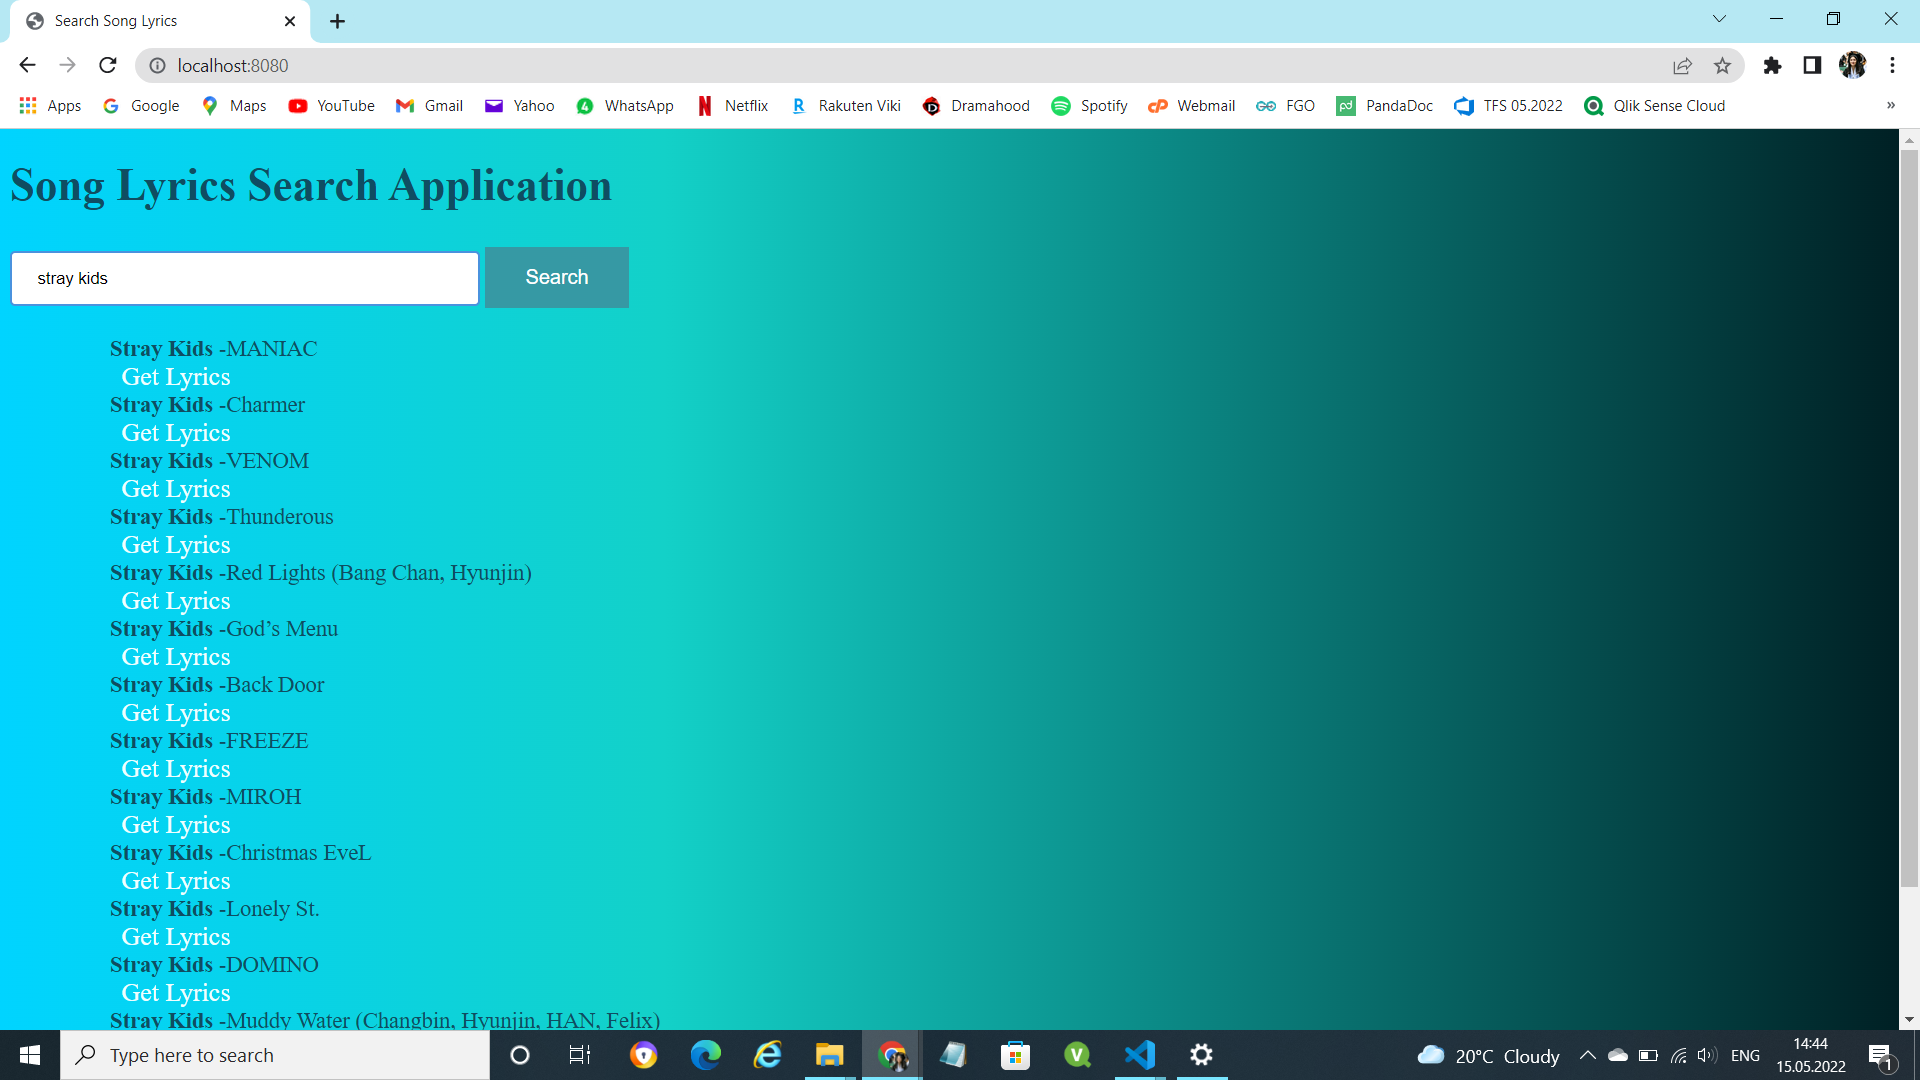 Search Song Lyrics
localhost:8080
Apps Google Maps YouTube Gmail Yahoo WhatsApp Netflix Rakuten Viki Dramahood Spotify Webmail FGO PandaDoc TFS 05.2022 Qlik Sense Cloud »
Song Lyrics Search Application
stray kids Search
Stray Kids -MANIAC
Get Lyrics
Stray Kids -Charmer
Get Lyrics
Stray Kids -VENOM
Get Lyrics
Stray Kids -Thunderous
Get Lyrics
Stray Kids -Red Lights (Bang Chan, Hyunjin)
Get Lyrics
Stray Kids -God’s Menu
Get Lyrics
Stray Kids -Back Door
Get Lyrics
Stray Kids -FREEZE
Get Lyrics
Stray Kids -MIROH
Get Lyrics
Stray Kids -Christmas EveL
Get Lyrics
Stray Kids -Lonely St.
Get Lyrics
Stray Kids -DOMINO
Get Lyrics
Stray Kids -Muddy Water (Changbin, Hyunjin, HAN, Felix)
Type here to search
20°C Cloudy ENG
14:44
15.05.2022
1